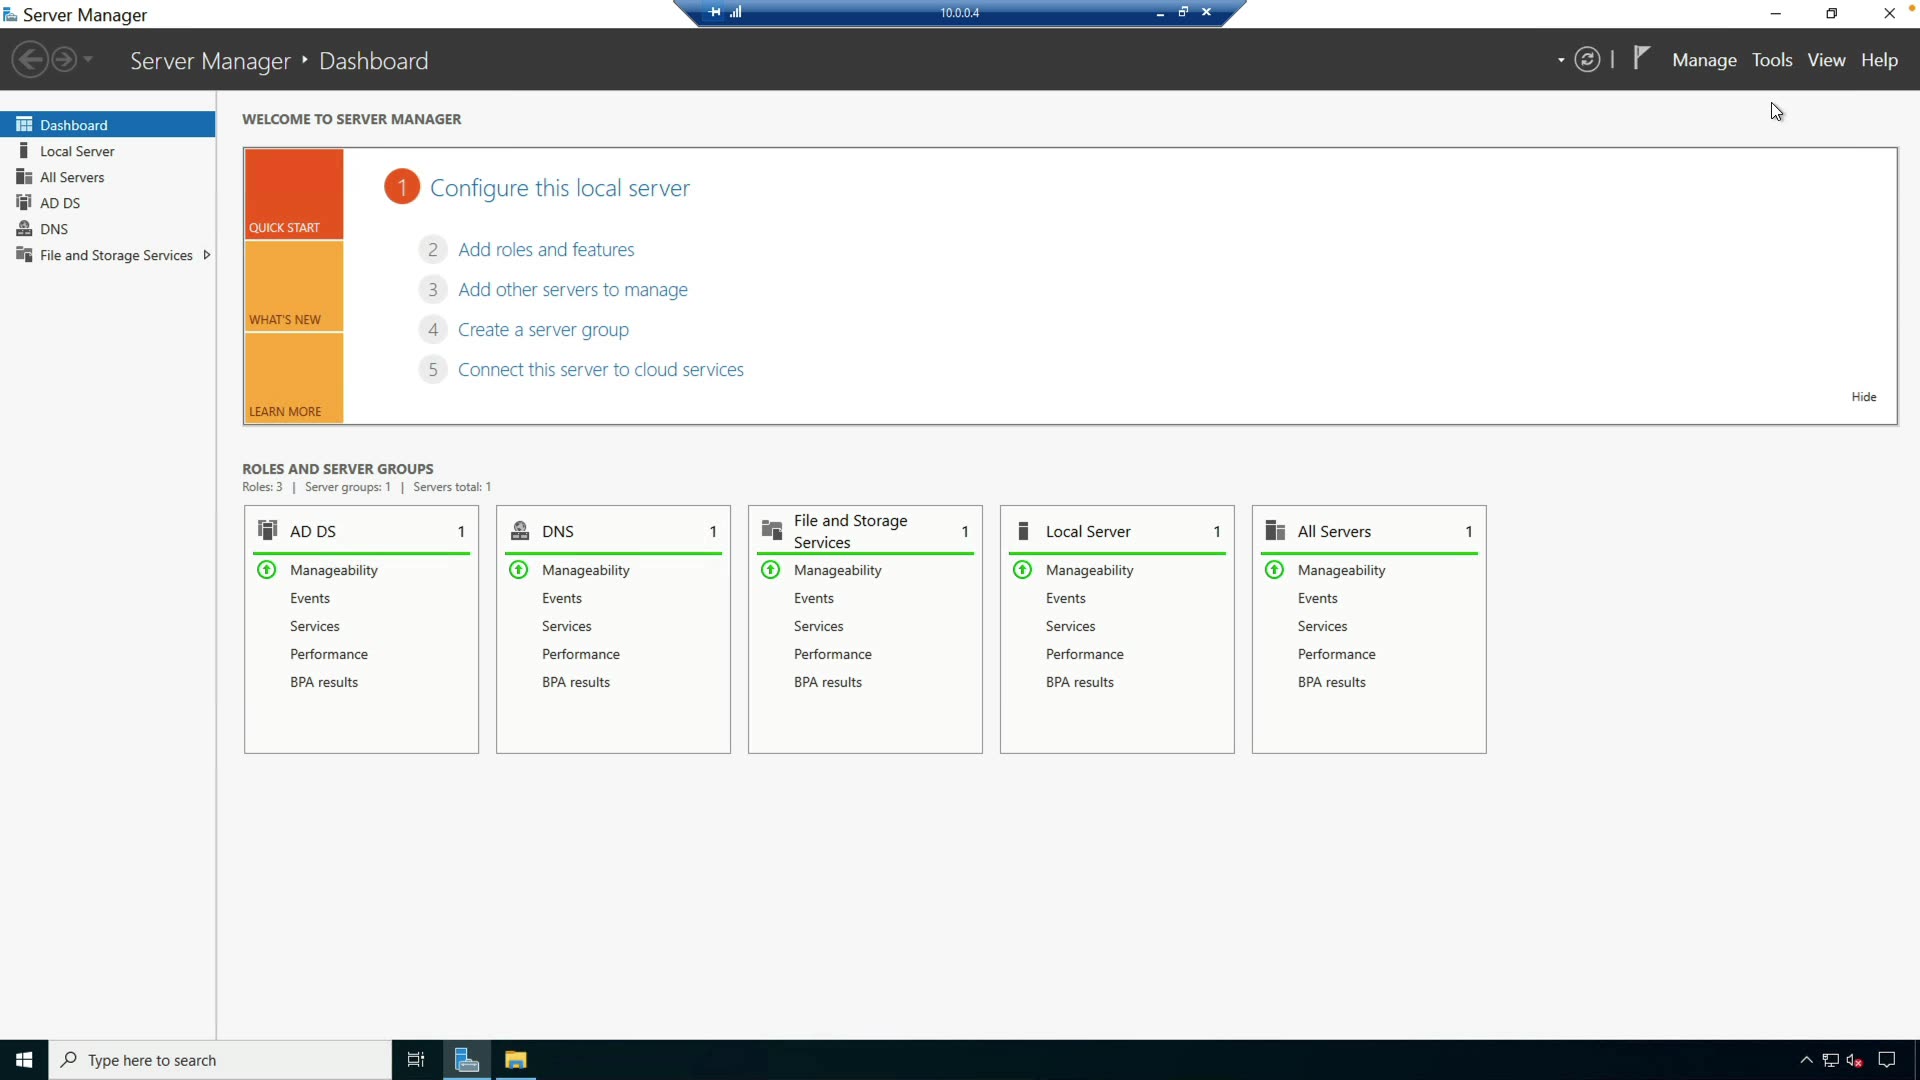 Server Manager
10.0.0.4
Server Manager Dashboard
Manage Tools View Help
Dashboard
Local Server
All Servers
AD DS
DNS
File and Storage Services
WELCOME TO SERVER MANAGER
QUICK START
WHAT'S NEW
LEARN MORE
1 Configure this local server
2 Add roles and features
3 Add other servers to manage
4 Create a server group
5 Connect this server to cloud services
Hide
ROLES AND SERVER GROUPS
Roles: 3 | Server groups: 1 | Servers total: 1
AD DS 1
Manageability
Events
Services
Performance
BPA results
DNS 1
Manageability
Events
Services
Performance
BPA results
File and Storage
Services 1
Manageability
Events
Services
Performance
BPA results
Local Server 1
Manageability
Events
Services
Performance
BPA results
All Servers 1
Manageability
Events
Services
Performance
BPA results
Type here to search